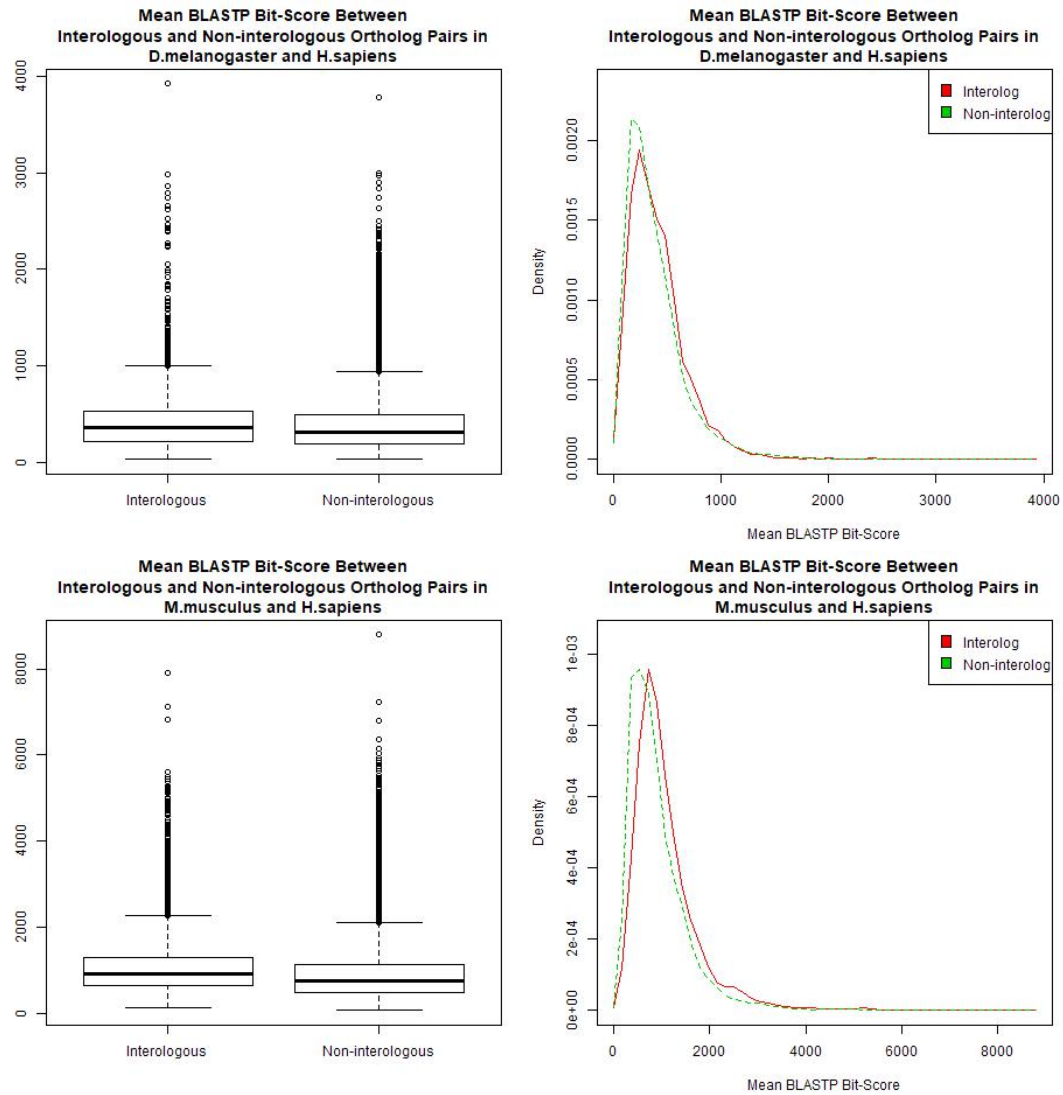 Mean BLASTP Bit-Score Between
Interologous and Non-interologous Ortholog Pairs in
D.melanogaster and H.sapiens
4000
3000
2000
1000
0
Interologous
Non-interologous
Mean BLASTP Bit-Score Between
Interologous and Non-interologous Ortholog Pairs in
D.melanogaster and H.sapiens
Interolog
Non-interolog
Density
0.0020
0.0015
0.0010
0.0005
0.0000
0
1000
2000
3000
4000
Mean BLASTP Bit-Score
Mean BLASTP Bit-Score Between
Interologous and Non-interologous Ortholog Pairs in
M.musculus and H.sapiens
8000
6000
4000
2000
0
Interologous
Non-interologous
Mean BLASTP Bit-Score Between
Interologous and Non-interologous Ortholog Pairs in
M.musculus and H.sapiens
Interolog
Non-interolog
Density
1e-03
8e-04
6e-04
4e-04
2e-04
0e+00
0
2000
4000
6000
8000
Mean BLASTP Bit-Score